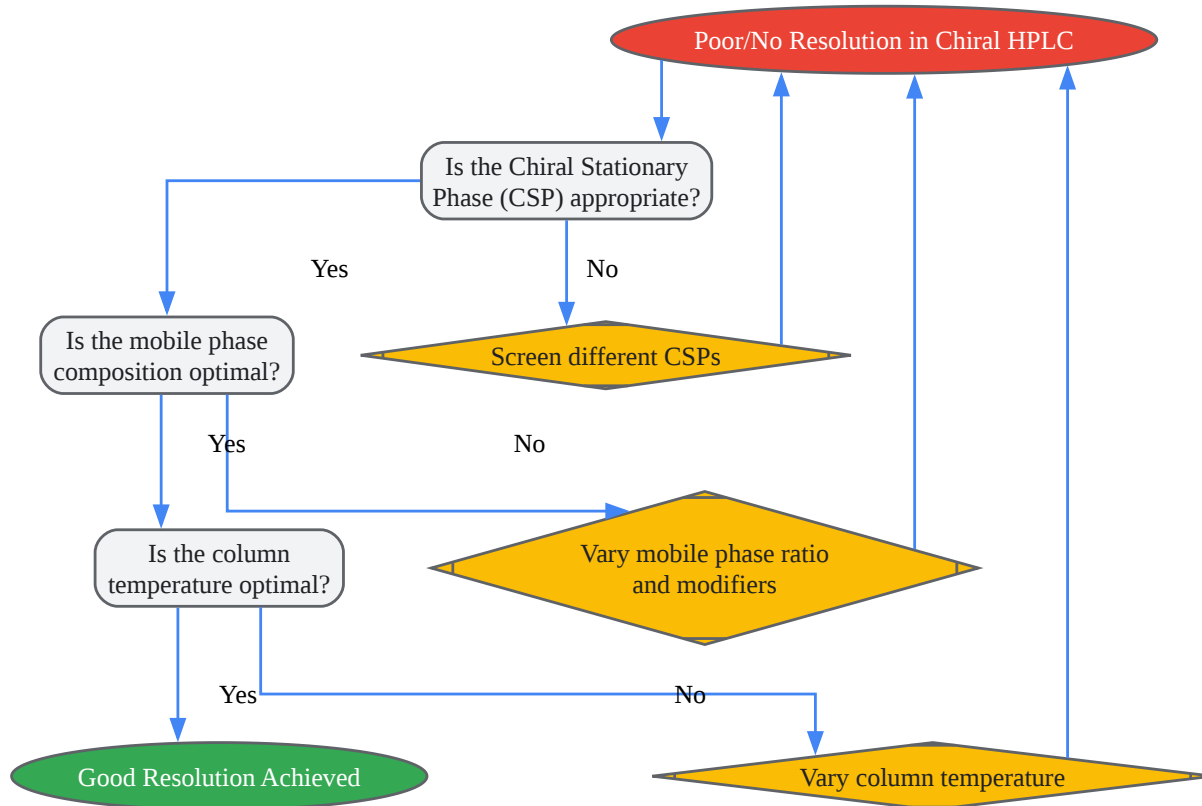 Poor/No Resolution in Chiral HPLC
Is the Chiral Stationary
Phase (CSP) appropriate?
Yes
No
Is the mobile phase
composition optimal?
Screen different CSPs
Yes
No
Is the column
temperature optimal?
Vary mobile phase ratio
and modifiers
Yes
No
Good Resolution Achieved
Vary column temperature